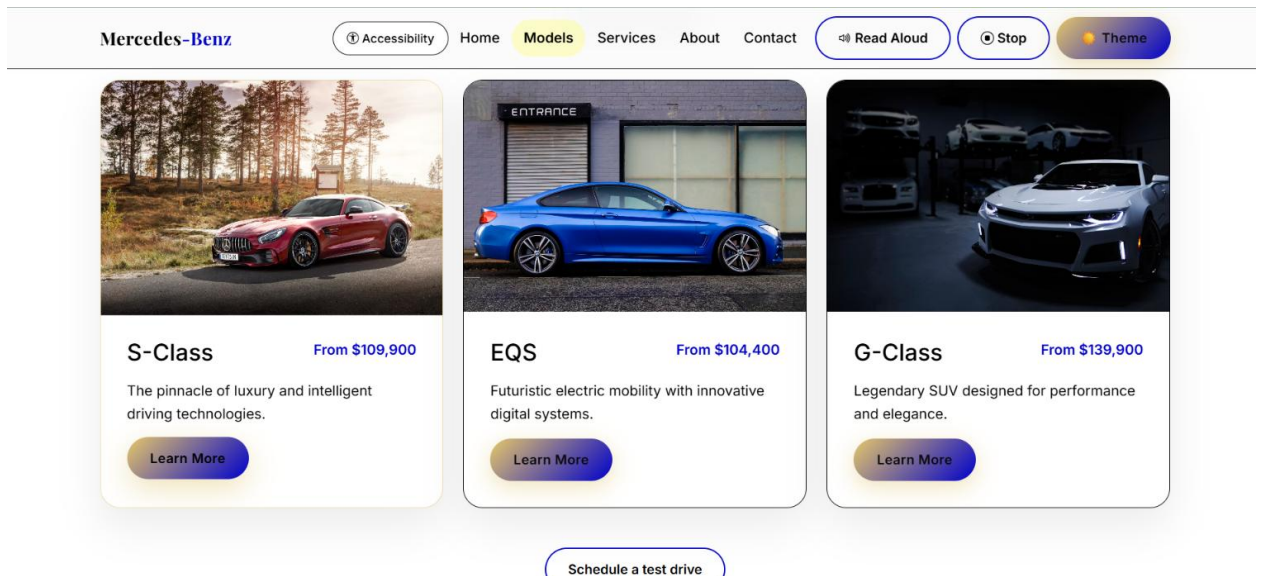 Mercedes-Benz
Accessibility
Home
Models
Services
About
Contact
Read Aloud
Stop
Theme
ENTRANCE
S-Class
From $109,900
The pinnacle of luxury and intelligent
driving technologies.
Learn More
EQS
From $104,400
Futuristic electric mobility with innovative
digital systems.
Learn More
G-Class
From $139,900
Legendary SUV designed for performance
and elegance.
Learn More
Schedule a test drive